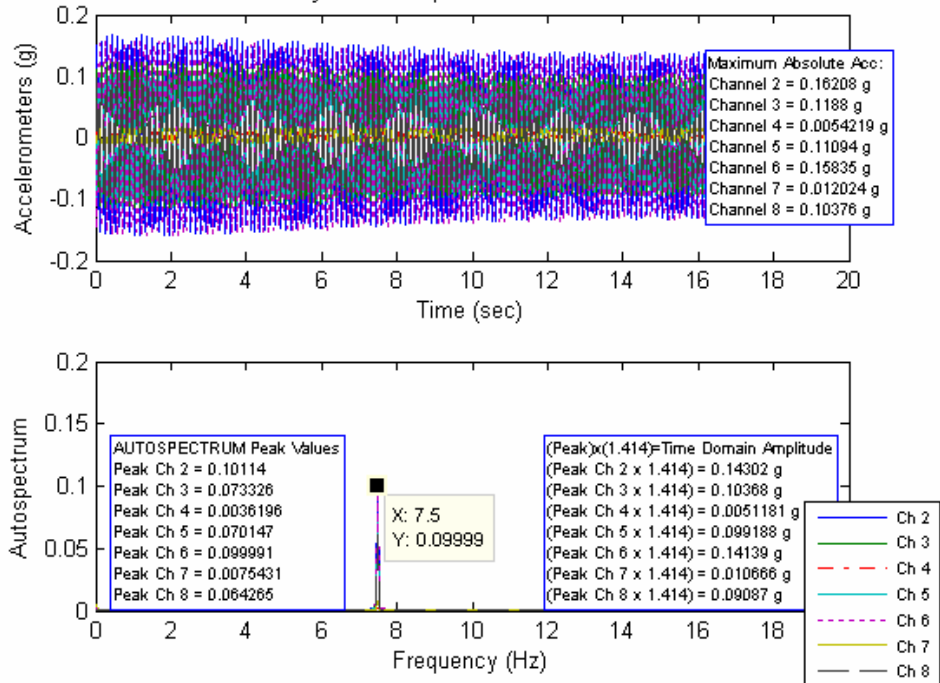 0.2
0.1
0
-0.1
-0.2
Accelerometers (g)
Maximum Absolute Acc:
Channel 2 = 0.16208 g
Channel 3 = 0.1188 g
Channel 4 = 0.0054219 g
Channel 5 = 0.11094 g
Channel 6 = 0.15835 g
Channel 7 = 0.012024 g
Channel 8 = 0.10376 g
0 2 4 6 8 10 12 14 16 18 20
Time (sec)
0.2
0.15
0.1
0.05
0
Autospectrum
AUTOSPECTRUM Peak Values
Peak Ch 2 = 0.10114
Peak Ch 3 = 0.073326
Peak Ch 4 = 0.0036196
Peak Ch 5 = 0.070147
Peak Ch 6 = 0.099991
Peak Ch 7 = 0.0075431
Peak Ch 8 = 0.064265
X: 7.5
Y: 0.09999
(Peak)x(1.414)=Time Domain Amplitude
(Peak Ch 2 x 1.414) = 0.14302 g
(Peak Ch 3 x 1.414) = 0.10368 g
(Peak Ch 4 x 1.414) = 0.0051181 g
(Peak Ch 5 x 1.414) = 0.099188 g
(Peak Ch 6 x 1.414) = 0.14139 g
(Peak Ch 7 x 1.414) = 0.010666 g
(Peak Ch 8 x 1.414) = 0.09087 g
Ch 2
Ch 3
Ch 4
Ch 5
Ch 6
Ch 7
Ch 8
0 2 4 6 8 10 12 14 16 18
Frequency (Hz)